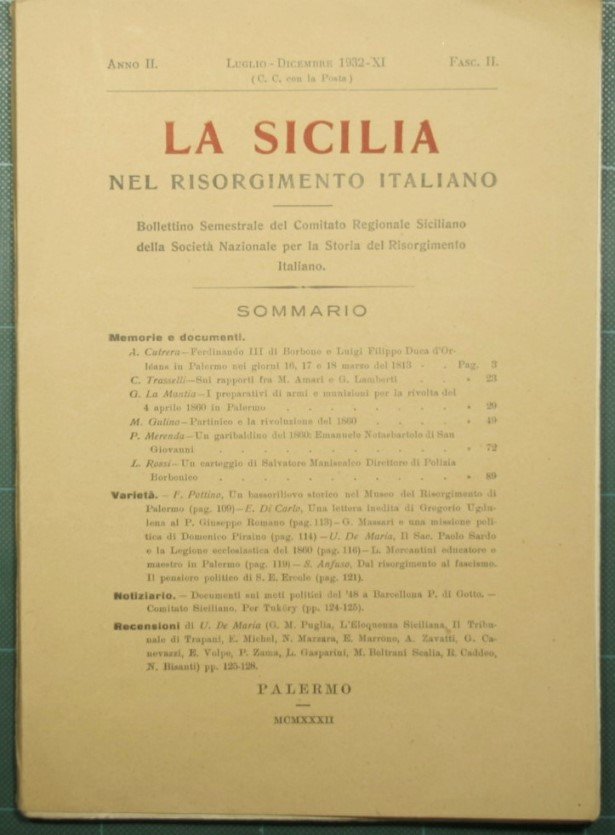 ANNO II. LUGLIO - DICEMBRE 1932-XI FASC. II.
(C. C. con la Posta)
LA SICILIA
NEL RISORGIMENTO ITALIANO
Bollettino Semestrale del Comitato Regionale Siciliano
della Società Nazionale per la Storia del Risorgimento
Italiano.
SOMMARIO
Memorie e documenti.
A. Cutrera—Ferdinando III di Borbone e Luigi Filippo Duca d'Or-
léans in Palermo nei giorni 16, 17 e 18 marzo del 1813 - . Pag. 3
C. Trasselli—Sui rapporti fra M. Amari e G. Lamberti . . . » 23
G. La Mantia—I preparativi di armi e munizioni per la rivolta del
4 aprile 1860 in Palermo . . . . . . . . » 29
M. Gulino—Partinico e la rivoluzione del 1860 . . . . » 49
P. Merenda—Un garibaldino del 1860: Emanuele Notarbartolo di San
Giovanni . . . . . . . . . . » 72
L. Rossi—Un carteggio di Salvatore Maniscalco Direttore di Polizia
Borbonico . . . . . . . . . . » 89
Varietà. – F. Pottino, Un bassorilievo storico nel Museo del Risorgimento di
Palermo (pag. 109)—E. Di Carlo, Una lettera inedita di Gregorio Ugdu-
lena al P. Giuseppe Romano (pag. 113)—G. Massari e una missione poli-
tica di Domenico Piraino (pag. 114) —U. De Maria, Il Sac. Paolo Sardo
e la Legione ecclesiastica del 1860 (pag. 116)—L. Mercantini educatore e
maestro in Palermo (pag. 119)— S. Anfuso, Dal risorgimento al fascismo.
Il pensiero politico di S. E. Ercole (pag. 121).
Notiziario. – Documenti sui moti politici del '48 a Barcellona P. di Gotto. –
Comitato Siciliano. Per Tuköry (pp. 124-125).
Recensioni di U. De Maria (G. M. Puglia, L'Eloquenza Siciliana, Il Tribu-
nale di Trapani, E. Michel, N. Marzara, E. Marrone, A. Zavatti, G. Ca-
nevazzi, E. Volpe, P. Zama, L. Gasparini, M. Beltrani Scalia, R. Caddeo,
N. Bisanti) pp. 125-128.
PALERMO
MCMXXXII